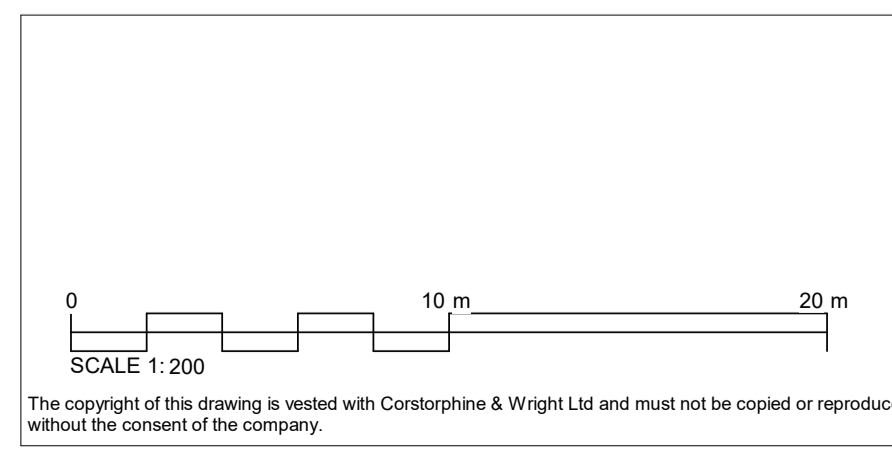 0 10 m 20 m
SCALE 1: 200
The copyright of this drawing is vested with Corstorphine & Wright Ltd and must not be copied or reproduc
without the consent of the company.